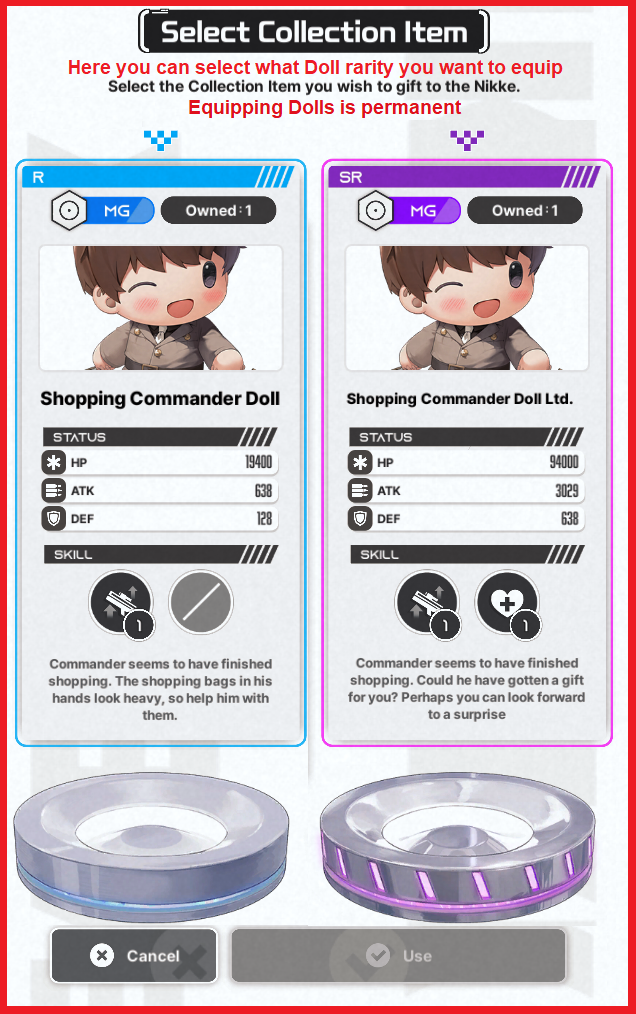 Select Collection Item
Here you can select what Doll rarity you want to equip
Select the Collection Item you wish to gift to the Nikke.
Equipping Dolls is permanent
R
MG
Owned : 1
Shopping Commander Doll
STATUS
HP 19400
ATK 638
DEF 128
SKILL
1
Commander seems to have finished
shopping. The shopping bags in his
hands look heavy, so help him with
them.
SR
MG
Owned : 1
Shopping Commander Doll Ltd.
STATUS
HP 94000
ATK 3029
DEF 638
SKILL
1
1
Commander seems to have finished
shopping. Could he have gotten a gift
for you? Perhaps you can look forward
to a surprise
Cancel
Use